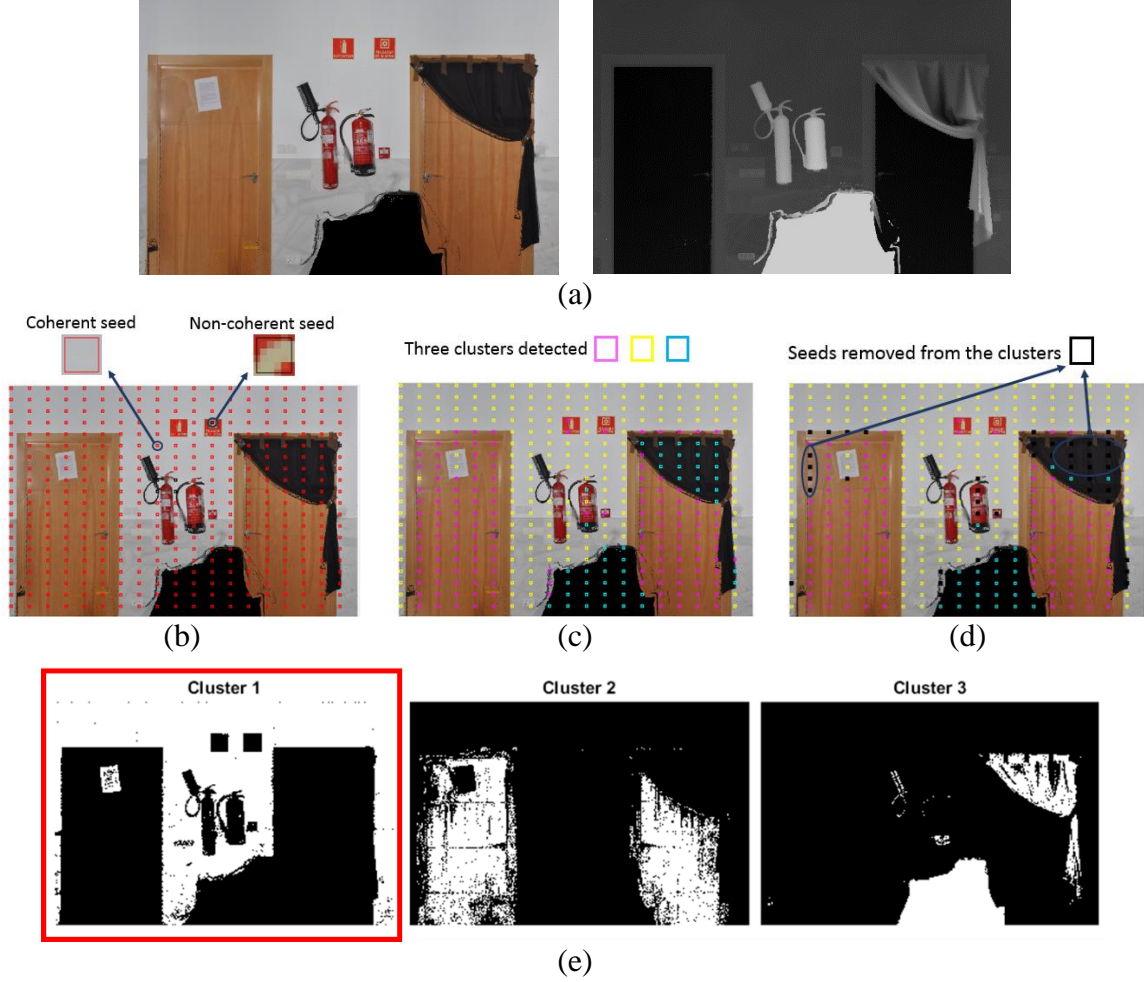 (a)
Coherent seed
Non-coherent seed
Three clusters detected
Seeds removed from the clusters
(b)
(c)
(d)
Cluster 1
Cluster 2
Cluster 3
(e)